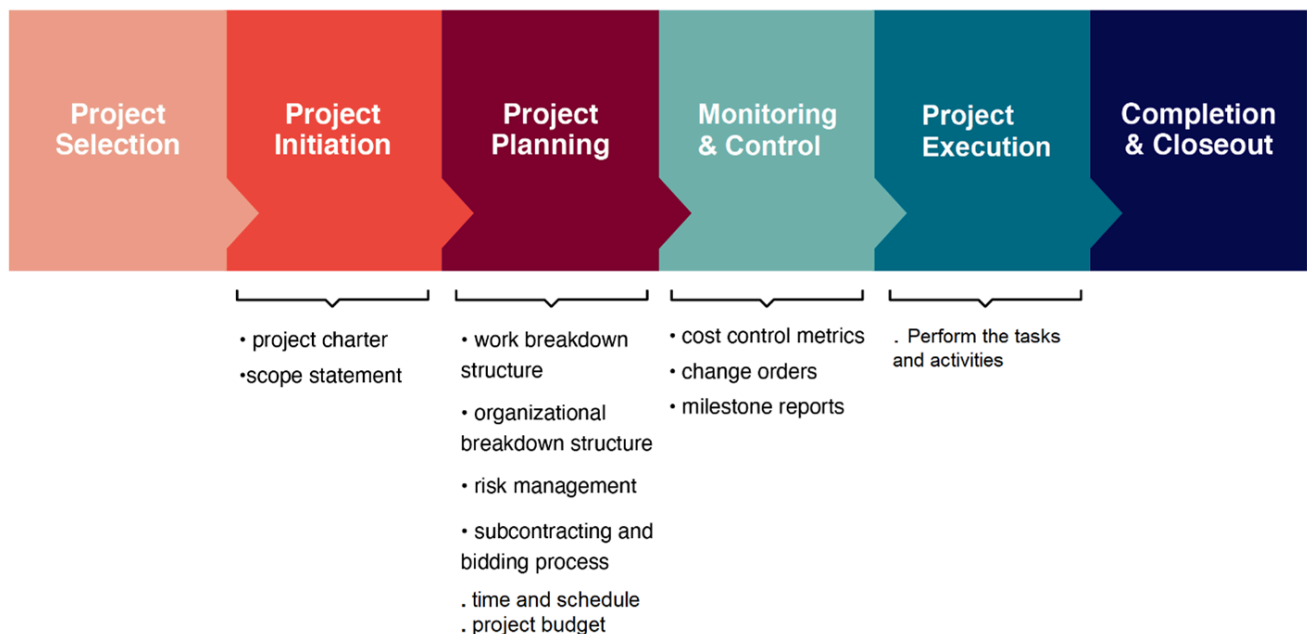 Project
Selection
Project
Initiation
Project
Planning
Monitoring
& Control
Project
Execution
Completion
& Closeout
• project charter
•scope statement
• work breakdown
structure
• organizational
breakdown structure
• risk management
• subcontracting and
bidding process
. time and schedule
. project budget
• cost control metrics
• change orders
• milestone reports
. Perform the tasks
and activities